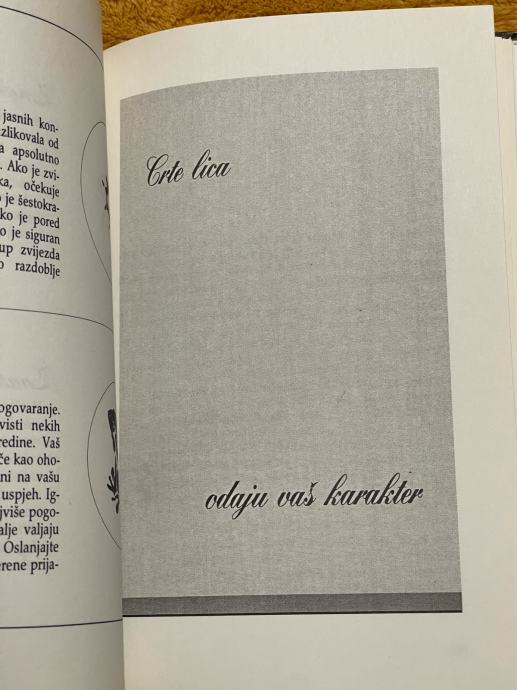 jasnih kon-
zlikovala od
a apsolutno
. Ako je zvi-
ka, očekuje
o je šestokra-
ko je pored
o je siguran
up zvijezda
o razdoblje
ogovaranje.
visti nekih
redine. Vaš
če kao oho-
ni na vašu
uspjeh. Ig-
jviše pogo-
alje valjaju
Oslanjajte
erene prija-
Crte lica
odaju vaš karakter